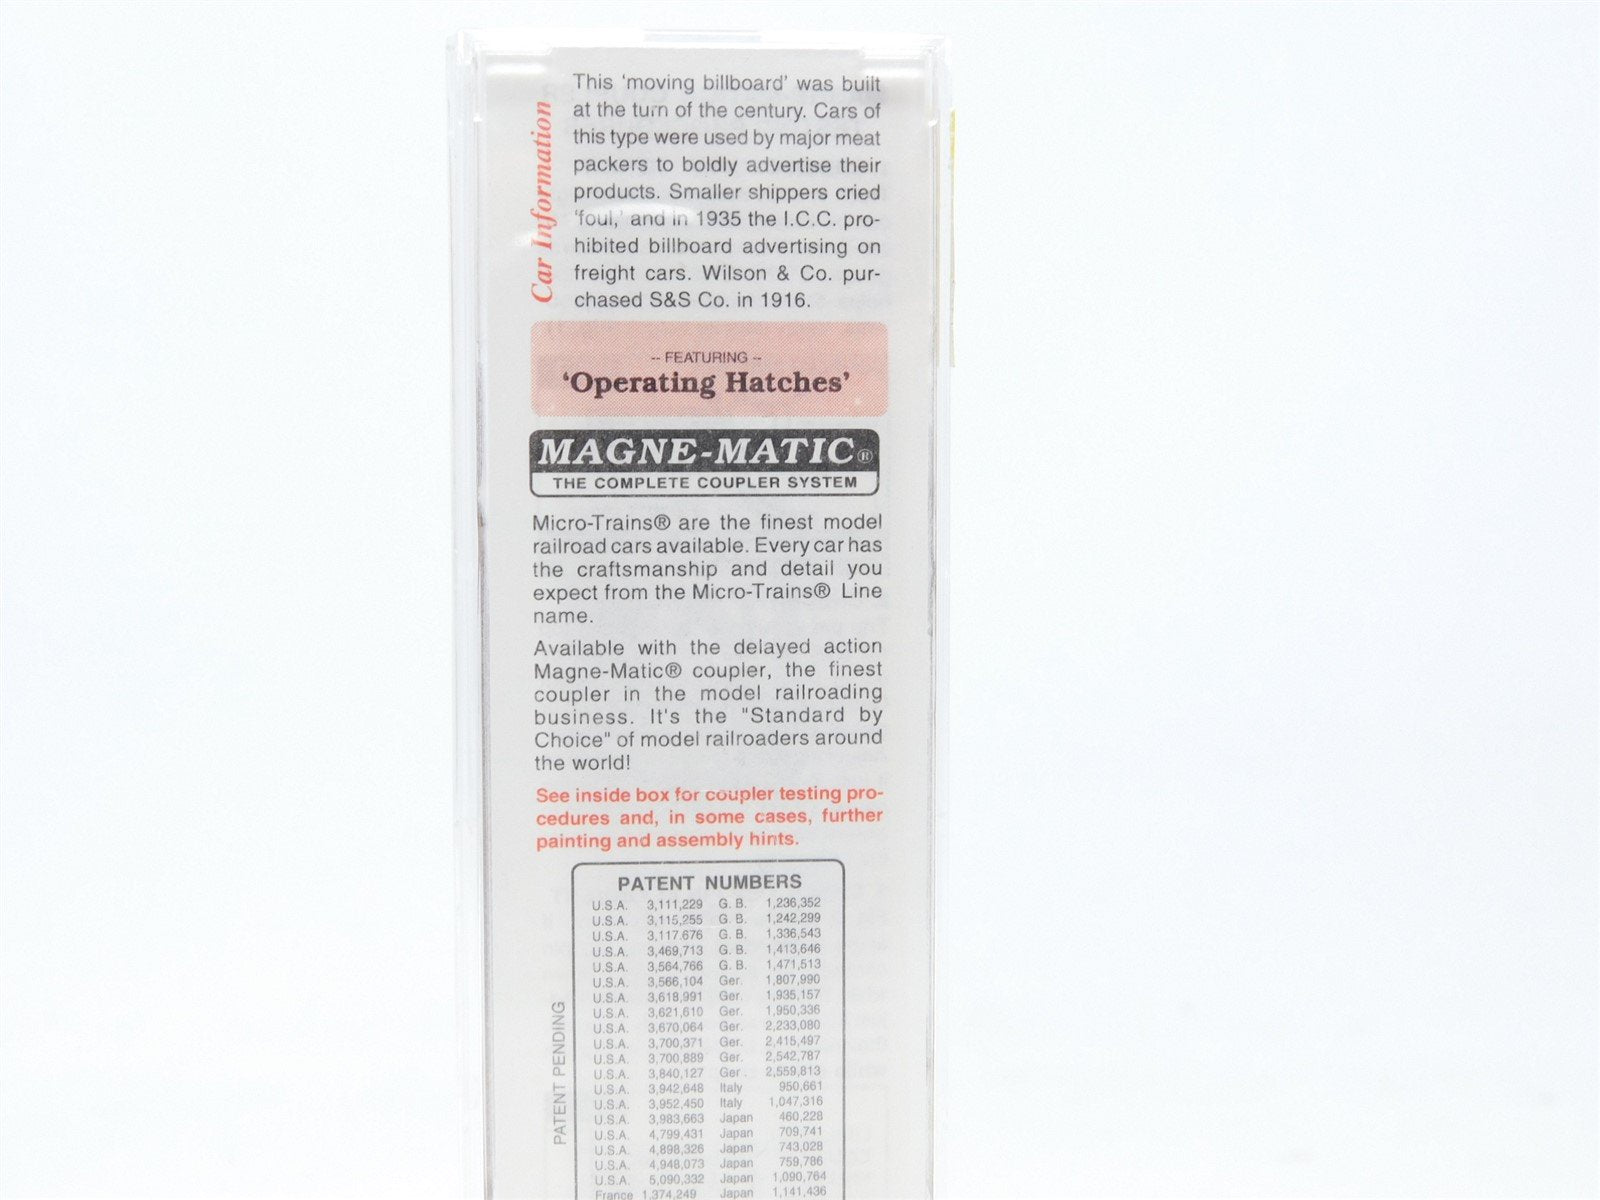 Car Information
This 'moving billboard' was built
at the turn of the century. Cars of
this type were used by major meat
packers to boldly advertise their
products. Smaller shippers cried
'foul,' and in 1935 the I.C.C. pro-
hibited billboard advertising on
freight cars. Wilson & Co. pur-
chased S&S Co. in 1916.
-- FEATURING --
'Operating Hatches'
MAGNE-MATIC®
THE COMPLETE COUPLER SYSTEM
Micro-Trains® are the finest model
railroad cars available. Every car has
the craftsmanship and detail you
expect from the Micro-Trains® Line
name.
Available with the delayed action
Magne-Matic® coupler, the finest
coupler in the model railroading
business. It's the "Standard by
Choice" of model railroaders around
the world!
See inside box for coupler testing pro-
cedures and, in some cases, further
painting and assembly hints.
PATENT NUMBERS
U.S.A. 3,111,229 G. B. 1,236,352
U.S.A. 3,115,255 G. B. 1,242,299
U.S.A. 3,117.676 G. B. 1,336,543
U.S.A. 3,469,713 G. B. 1,413,646
U.S.A. 3,564,766 G. B. 1,471,513
U.S.A. 3,566,104 Ger. 1,807,990
U.S.A. 3,618,991 Ger. 1,935,157
U.S.A. 3,621,610 Ger. 1,950,336
U.S.A. 3,670,064 Ger. 2,233,080
U.S.A. 3,700,371 Ger. 2,415,497
U.S.A. 3,700,889 Ger. 2,542,787
U.S.A. 3,840,127 Ger . 2,559,813
U.S.A. 3,942,648 Italy 950,661
U.S.A. 3,952,450 Italy 1,047,316
U.S.A. 3,983,663 Japan 460,228
U.S.A. 4,799,431 Japan 709,741
U.S.A. 4,898,326 Japan 743,028
U.S.A. 4,948,073 Japan 759,786
U.S.A. 5,090,332 Japan 1,090,764
France 1,374,249 Japan 1,141,436
PATENT PENDING